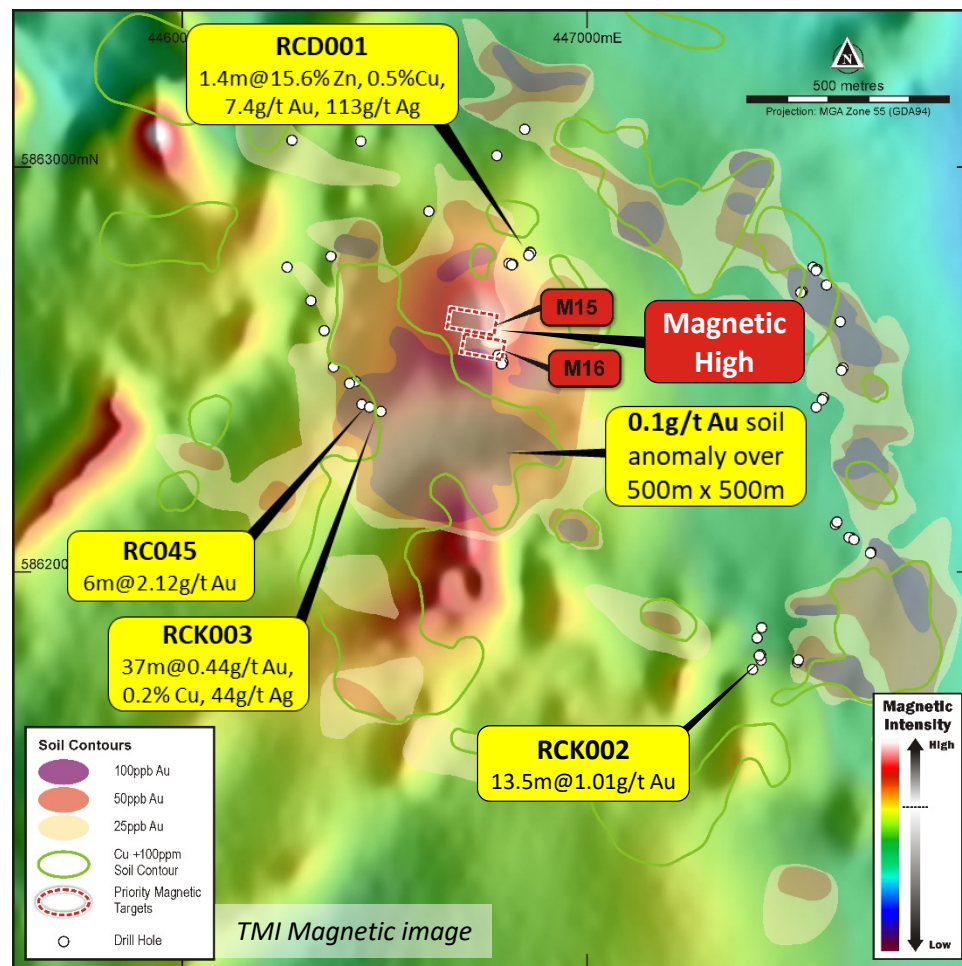 446000
447000mE
RCD001
1.4m@15.6% Zn, 0.5%Cu,
7.4g/t Au, 113g/t Ag
N
500 metres
Projection: MGA Zone 55 (GDA94)
5863000mN
M15
Magnetic
High
M16
0.1g/t Au soil
anomaly over
500m x 500m
RC045
6m@2.12g/t Au
586200
RCK003
37m@0.44g/t Au,
0.2% Cu, 44g/t Ag
RCK002
13.5m@1.01g/t Au
Soil Contours
100ppb Au
50ppb Au
25ppb Au
Cu +100ppm
Soil Contour
Priority Magnetic
Targets
Drill Hole
TMI Magnetic image
Magnetic
Intensity
High
Low